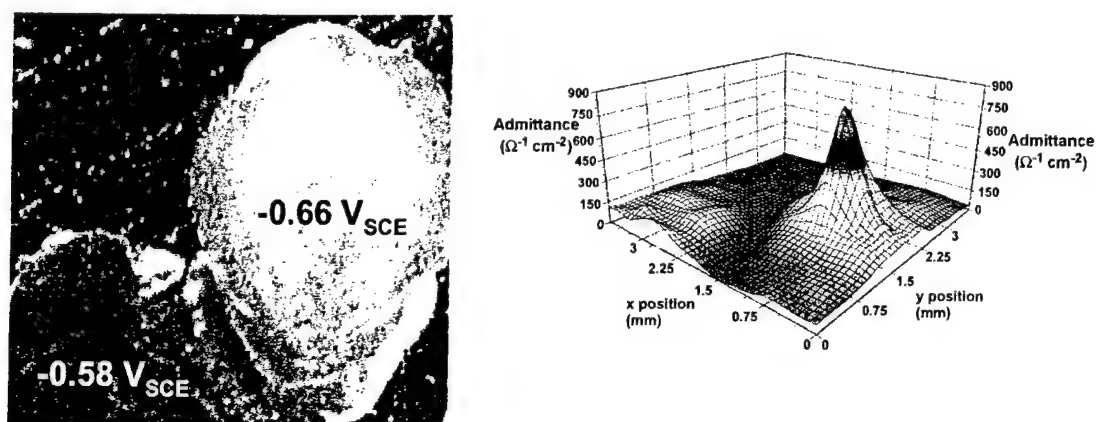 -0.66 V_SCE
-0.58 V_SCE
900
750
600
450
300
150
0
Admittance
(Ω⁻¹ cm⁻²)
900
750
600
450
300
150
0
Admittance
(Ω⁻¹ cm⁻²)
3
2.25
1.5
0.75
0
x position
(mm)
0
0.75
1.5
2.25
3
y position
(mm)